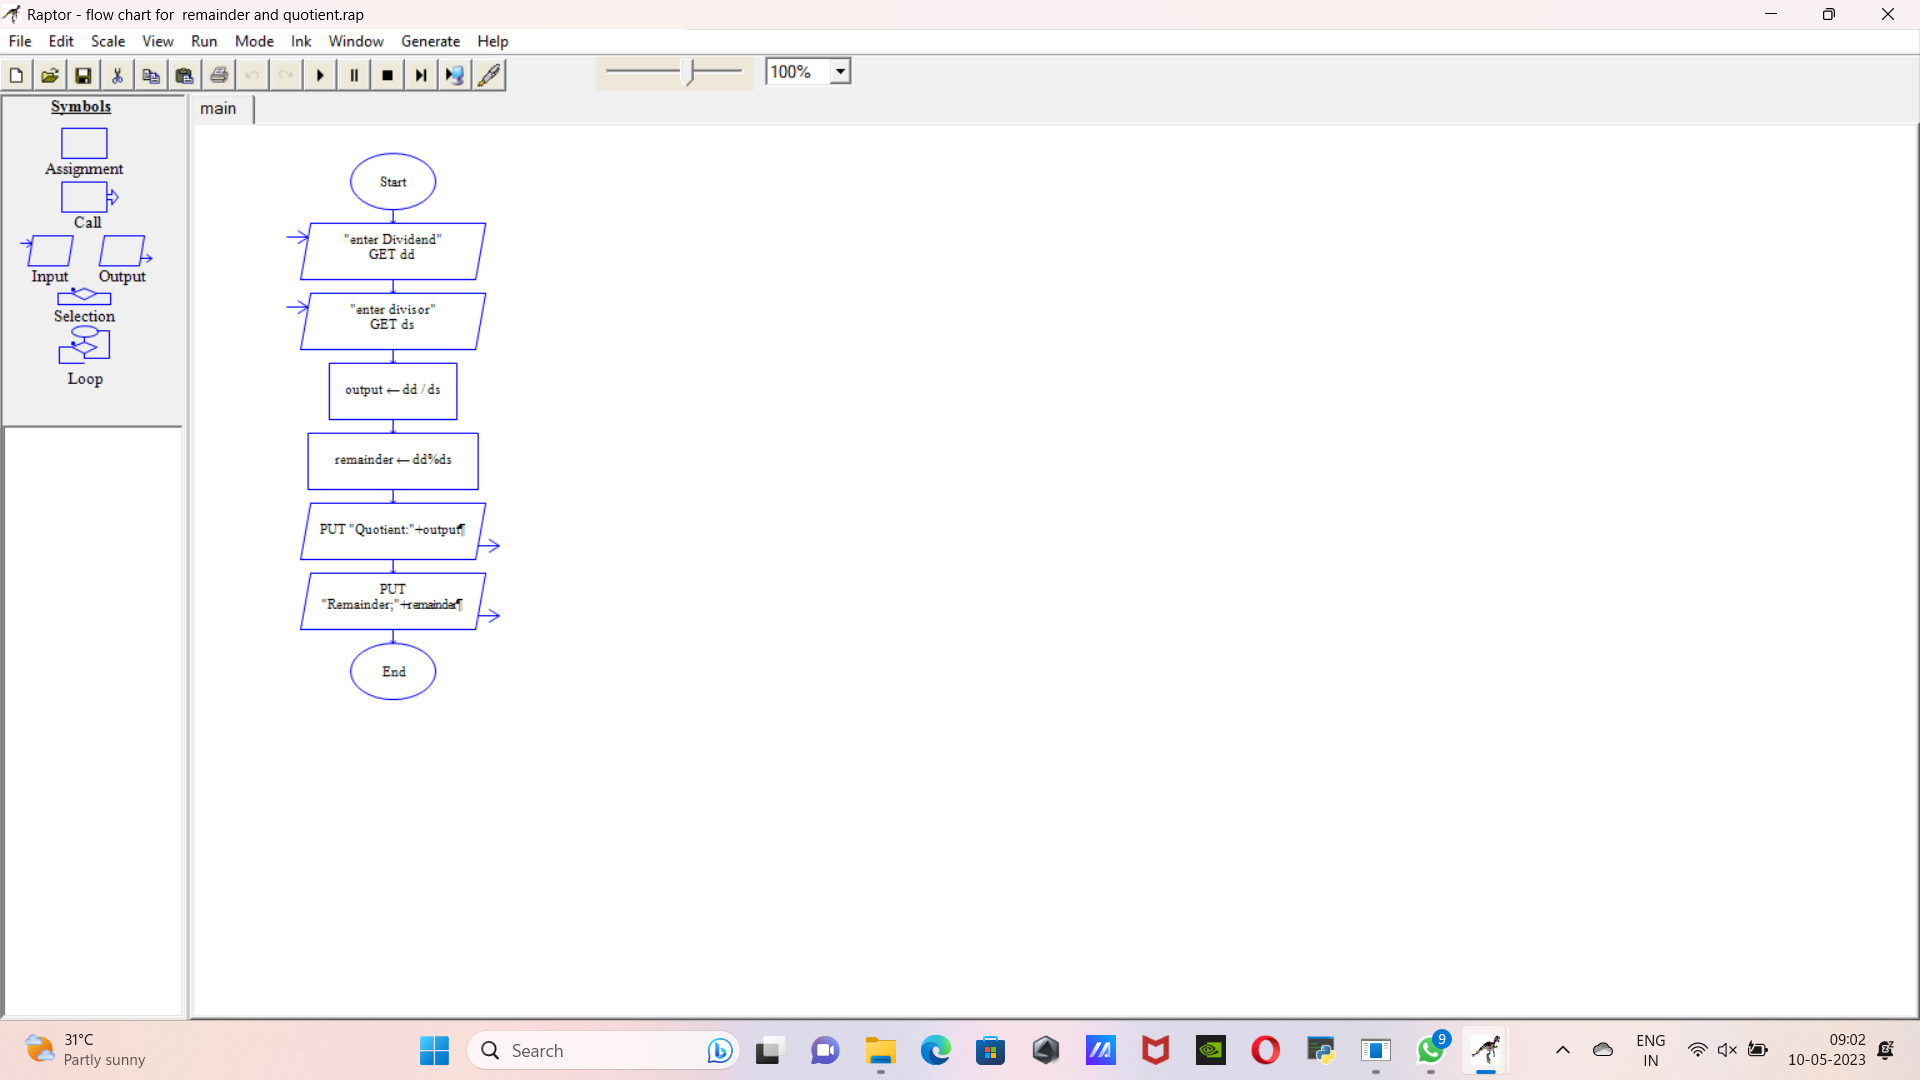 Raptor - flow chart for  remainder and quotient.rap
File Edit Scale View Run Mode Ink Window Generate Help
100%
Symbols
Assignment
Call
Input Output
Selection
Loop
main
Start
"enter Dividend"
GET dd
"enter divisor"
GET ds
output ← dd / ds
remainder ← dd%ds
PUT "Quotient:"+output¶
PUT
"Remainder;"+remainder¶
End
31°C
Partly sunny
Search
9
ENG
IN
09:02
10-05-2023